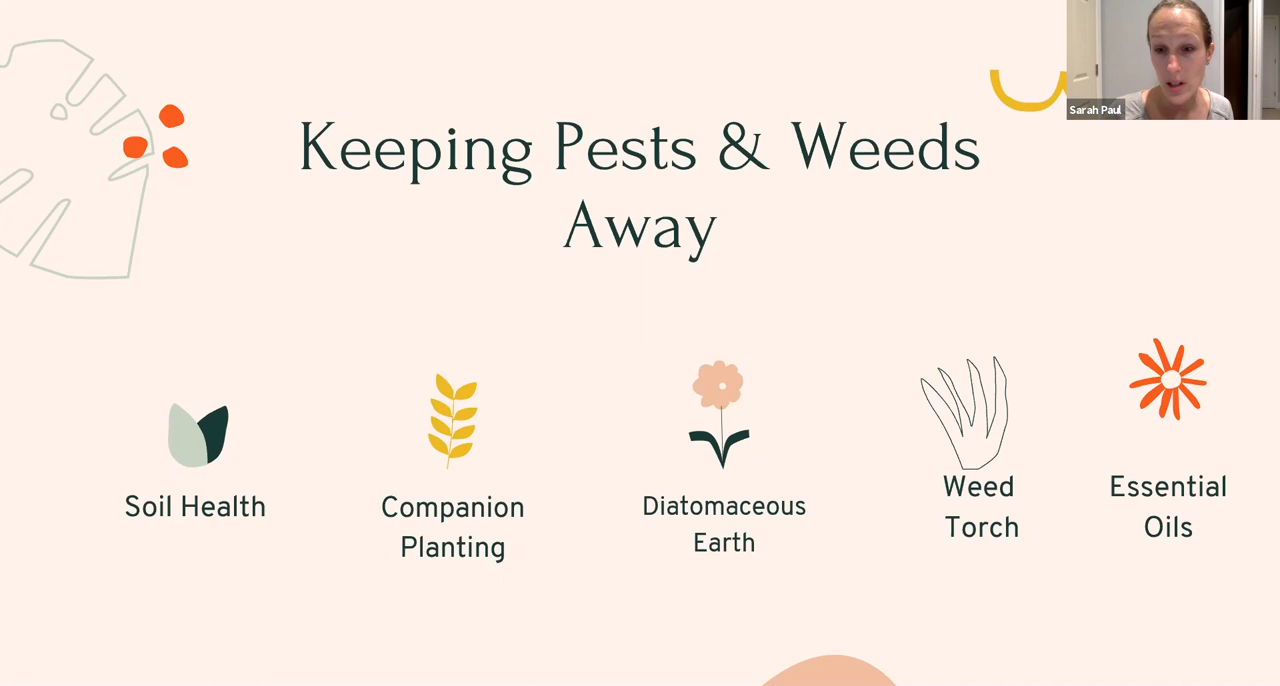 Sarah Paul
Keeping Pests & Weeds
Away
Soil Health
Companion
Planting
Diatomaceous
Earth
Weed
Torch
Essential
Oils